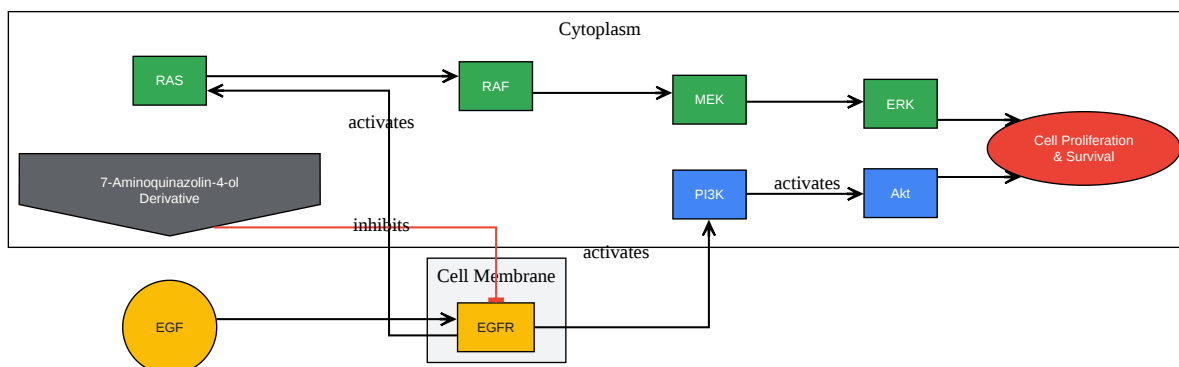 Cytoplasm
RAS
RAF
MEK
ERK
activates
Cell Proliferation
& Survival
7-Aminoquinazolin-4-ol
Derivative
PI3K
activates
Akt
inhibits
activates
Cell Membrane
EGF
EGFR